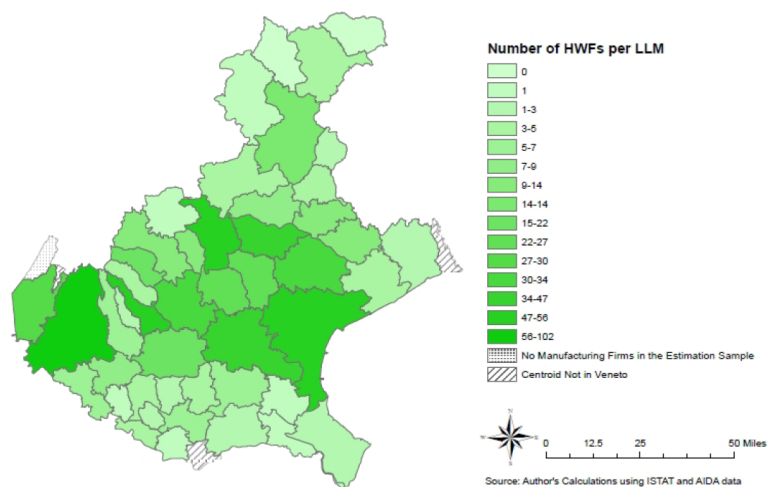 Number of HWFs per LLM
0
1
1-3
3-5
5-7
7-9
9-14
14-14
15-22
22-27
27-30
30-34
34-47
47-56
56-102
No Manufacturing Firms in the Estimation Sample
Centroid Not in Veneto
N
W E
S
0 12.5 25 50 Miles
Source: Author's Calculations using ISTAT and AIDA data